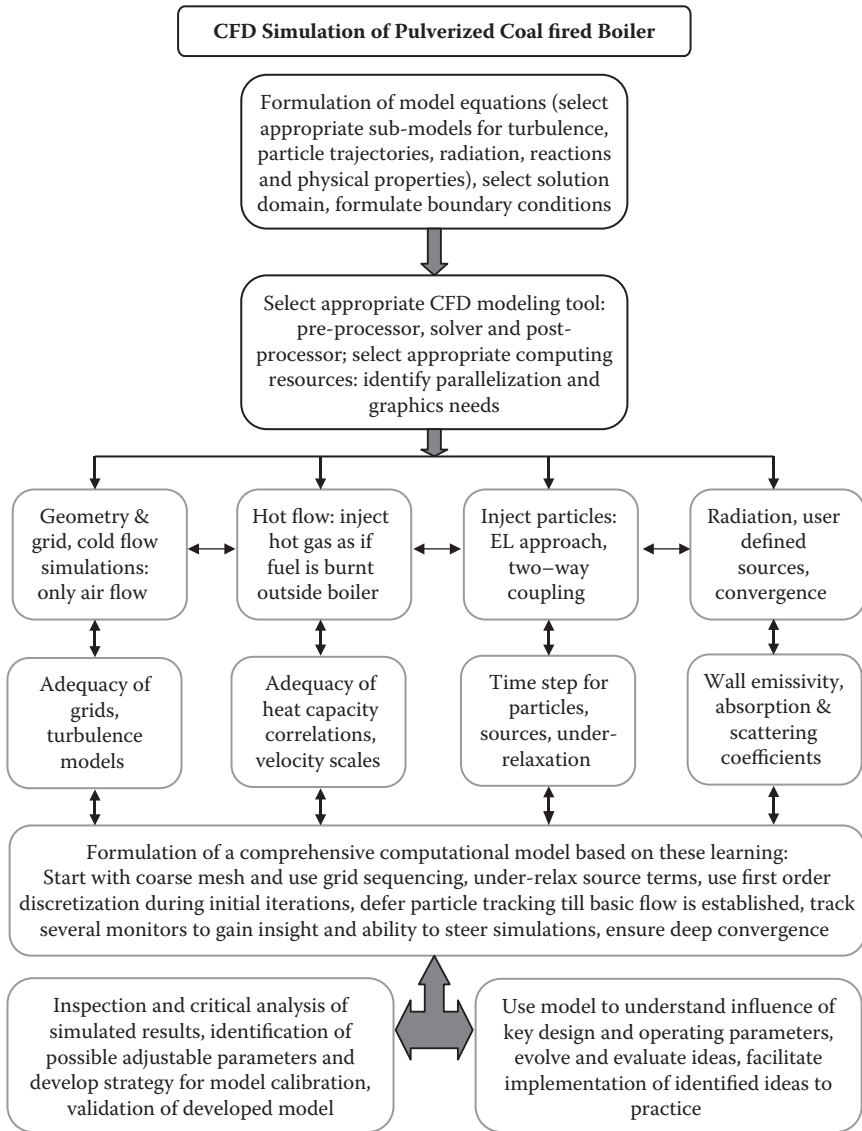 CFD Simulation of Pulverized Coal fired Boiler
Formulation of model equations (select
appropriate sub-models for turbulence,
particle trajectories, radiation, reactions
and physical properties), select solution
domain, formulate boundary conditions
Select appropriate CFD modeling tool:
pre-processor, solver and post-
processor; select appropriate computing
resources: identify parallelization and
graphics needs
Geometry &
grid, cold flow
simulations:
only air flow
Hot flow: inject
hot gas as if
fuel is burnt
outside boiler
Inject particles:
EL approach,
two–way
coupling
Radiation, user
defined
sources,
convergence
Adequacy of
grids,
turbulence
models
Adequacy of
heat capacity
correlations,
velocity scales
Time step for
particles,
sources, under-
relaxation
Wall emissivity,
absorption &
scattering
coefficients
Formulation of a comprehensive computational model based on these learning:
Start with coarse mesh and use grid sequencing, under-relax source terms, use first order
discretization during initial iterations, defer particle tracking till basic flow is established, track
several monitors to gain insight and ability to steer simulations, ensure deep convergence
Inspection and critical analysis of
simulated results, identification of
possible adjustable parameters and
develop strategy for model calibration,
validation of developed model
Use model to understand influence of
key design and operating parameters,
evolve and evaluate ideas, facilitate
implementation of identified ideas to
practice